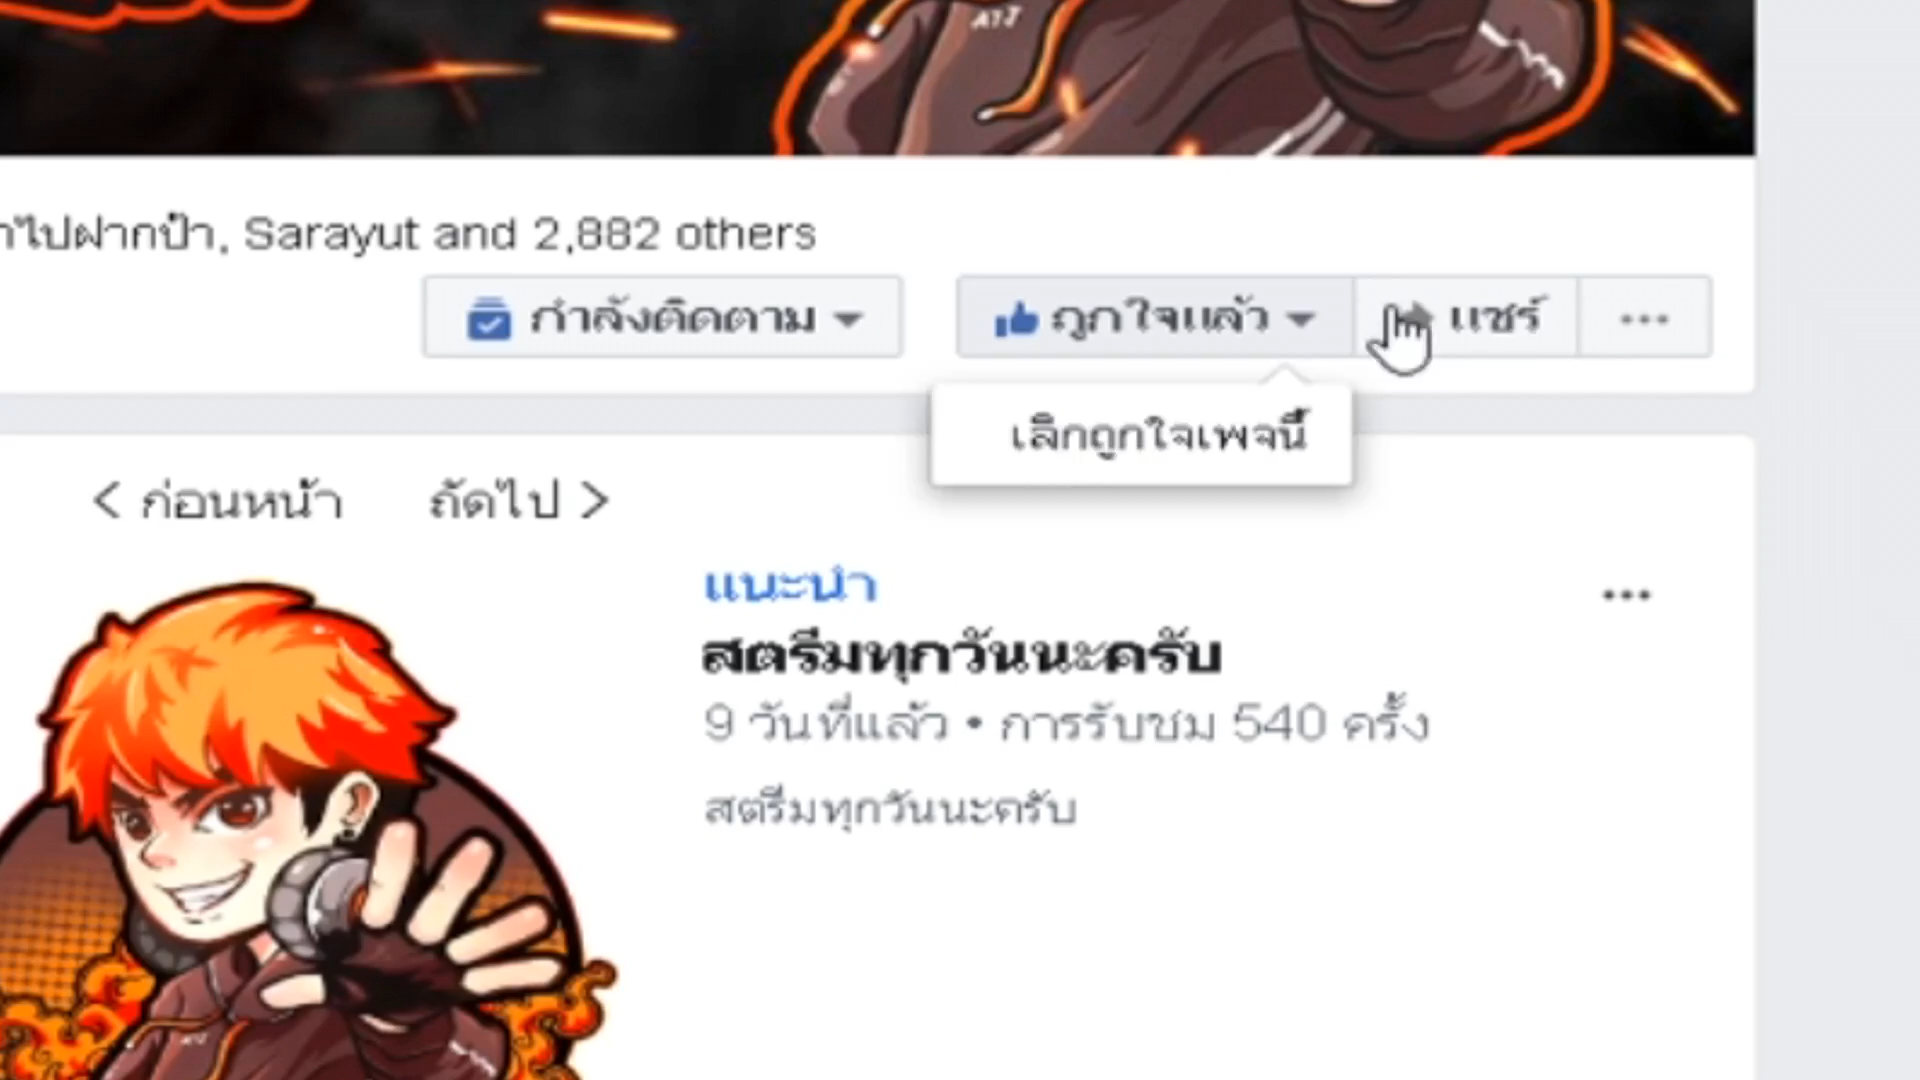 ไปฝากป๋า, Sarayut and 2,882 others
กำลังติดตาม
ถูกใจแล้ว
แชร์
เลิกถูกใจเพจนี้
ก่อนหน้า
ถัดไป
แนะนำ
สตรีมทุกวันนะครับ
9 วันที่แล้ว • การรับชม 540 ครั้ง
สตรีมทุกวันนะครับ